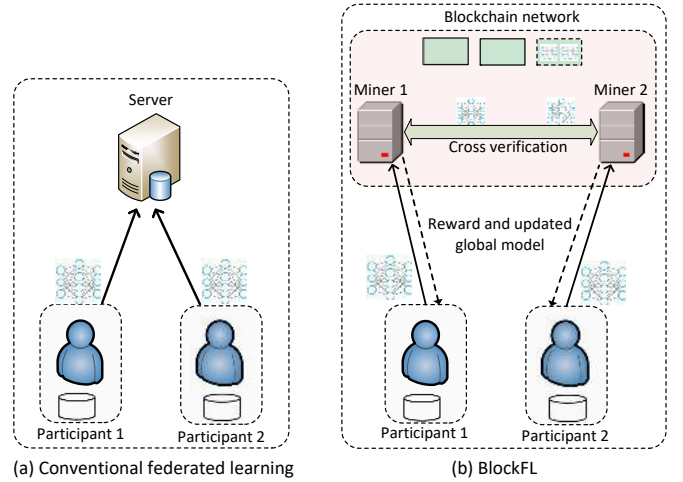 Server
Participant 1
Participant 2
(a) Conventional federated learning
Blockchain network
Miner 1
Miner 2
Cross verification
Reward and updated
global model
Participant 1
Participant 2
(b) BlockFL